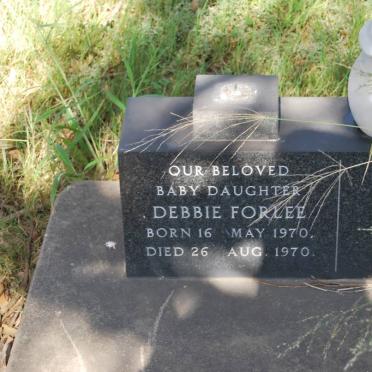 OUR BELOVED
BABY DAUGHTER
DEBBIE FORLEE
BORN 16 MAY 1970.
DIED 26 AUG. 1970.